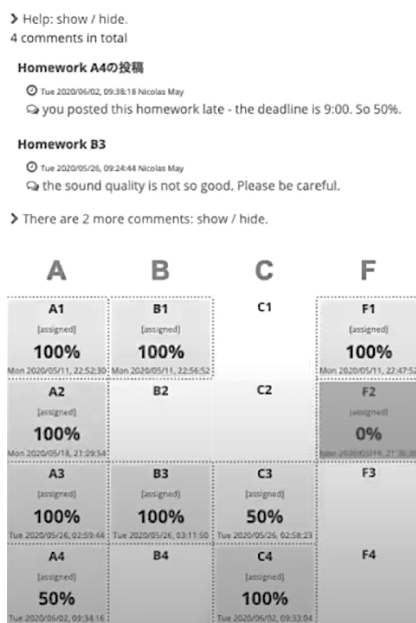 Help: show / hide.
4 comments in total
Homework A4の投稿
Tue 2020/06/02, 09:38:18 Nicolas May
you posted this homework late - the deadline is 9:00. So 50%.
Homework B3
Tue 2020/05/26, 09:24:44 Nicolas May
the sound quality is not so good. Please be careful.
There are 2 more comments: show / hide.
A B C F
A1 B1 C1 F1
[assigned] [assigned] [assigned]
100% 100% 100%
Mon 2020/05/11, 22:52:30 Mon 2020/05/11, 22:56:52 Mon 2020/05/11, 22:47:52
A2 B2 C2 F2
[assigned] [assigned]
100% 0%
Mon 2020/05/18, 21:29:54
A3 B3 C3 F3
[assigned] [assigned] [assigned]
100% 100% 50%
Tue 2020/05/26, 02:59:44 Tue 2020/05/26, 03:11:50 Tue 2020/05/26, 02:58:23
A4 B4 C4 F4
[assigned] [assigned]
50% 100%
Tue 2020/06/02, 09:34:16 Tue 2020/06/02, 09:33:04